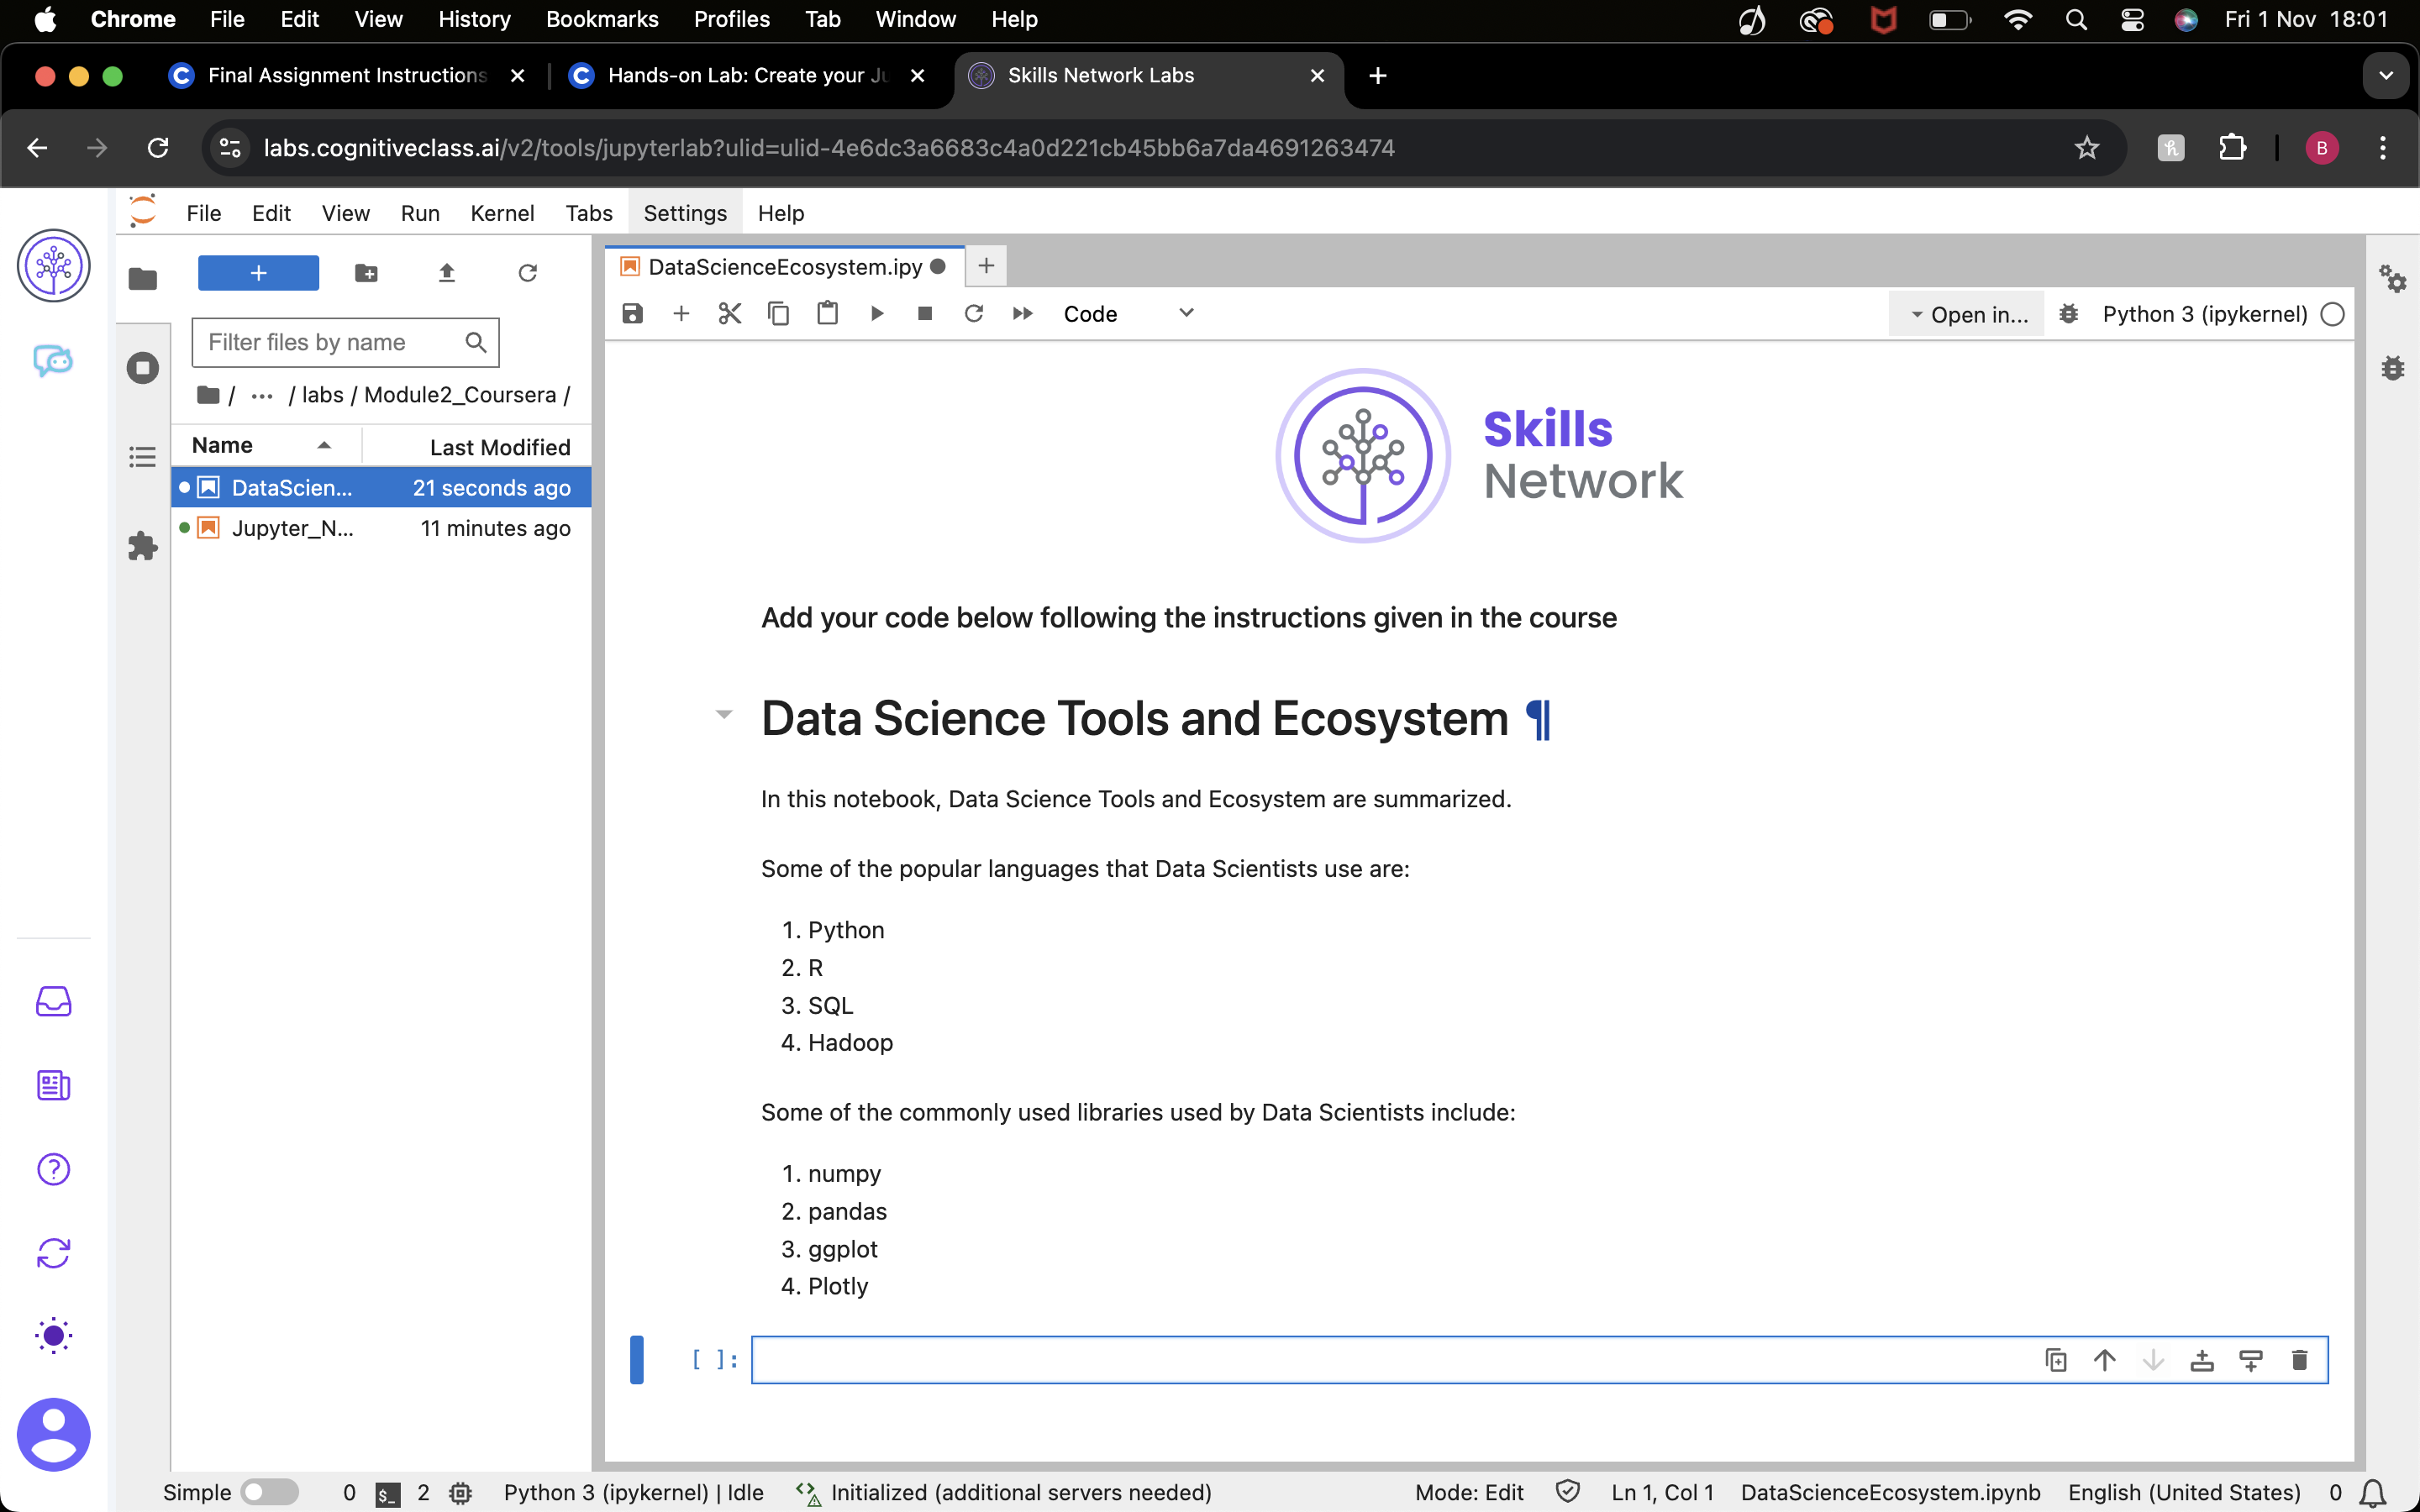 Chrome File Edit View History Bookmarks Profiles Tab Window Help Fri 1 Nov 18:01
Final Assignment Instructions Hands-on Lab: Create your Ju Skills Network Labs
labs.cognitiveclass.ai/v2/tools/jupyterlab?ulid=ulid-4e6dc3a6683c4a0d221cb45bb6a7da4691263474 B
File Edit View Run Kernel Tabs Settings Help
DataScienceEcosystem.ipy
Code Open in... Python 3 (ipykernel)
Filter files by name
/ ... / labs / Module2_Coursera /
Name Last Modified
DataScien... 21 seconds ago
Jupyter_N... 11 minutes ago
Skills
Network
Add your code below following the instructions given in the course
Data Science Tools and Ecosystem ¶
In this notebook, Data Science Tools and Ecosystem are summarized.
Some of the popular languages that Data Scientists use are:
1. Python
2. R
3. SQL
4. Hadoop
Some of the commonly used libraries used by Data Scientists include:
1. numpy
2. pandas
3. ggplot
4. Plotly
[ ]:
Simple 0 $_ 2 Python 3 (ipykernel) | Idle Initialized (additional servers needed) Mode: Edit Ln 1, Col 1 DataScienceEcosystem.ipynb English (United States) 0